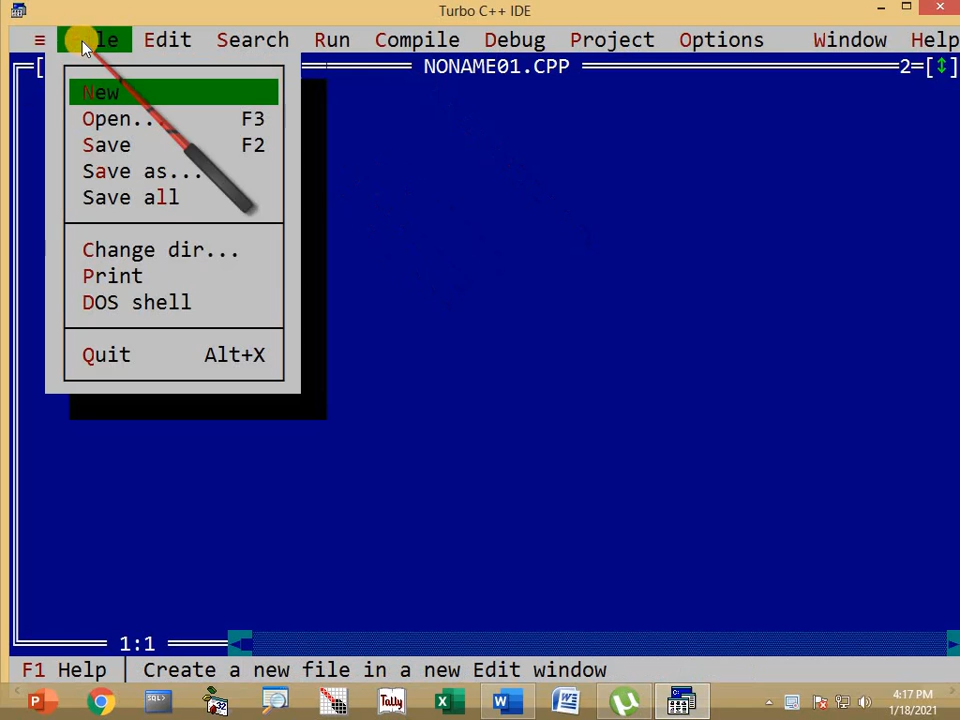 Turbo C++ IDE
≡ File Edit Search Run Compile Debug Project Options Window Help
NONAME01.CPP 2=[↕]
New
Open... F3
Save F2
Save as...
Save all
Change dir...
Print
DOS shell
Quit Alt+X
1:1
F1 Help │ Create a new file in a new Edit window
Tally
4:17 PM
1/18/2021